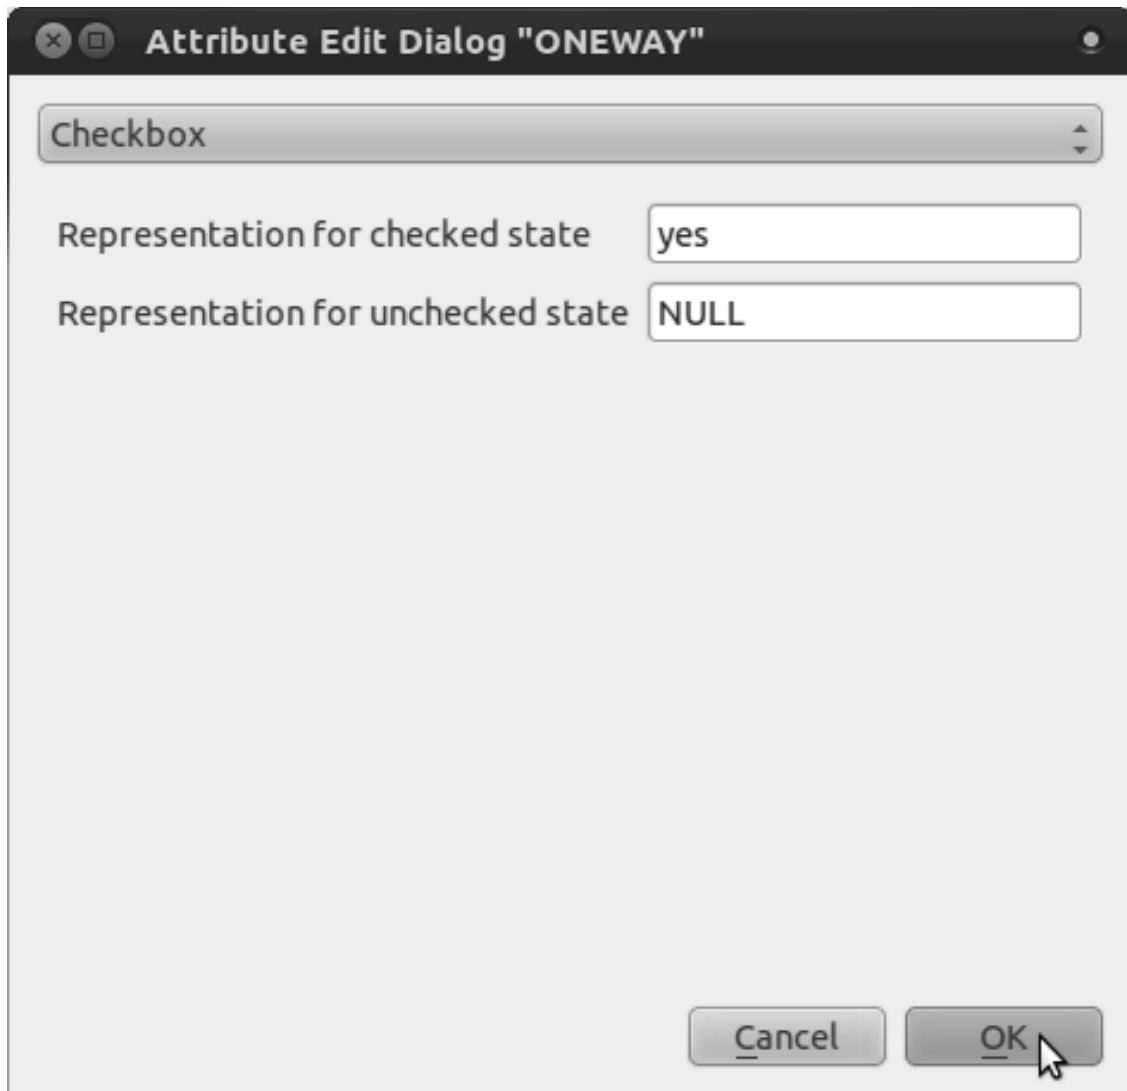 Attribute Edit Dialog "ONEWAY"
Checkbox
Representation for checked state yes
Representation for unchecked state NULL
Cancel OK